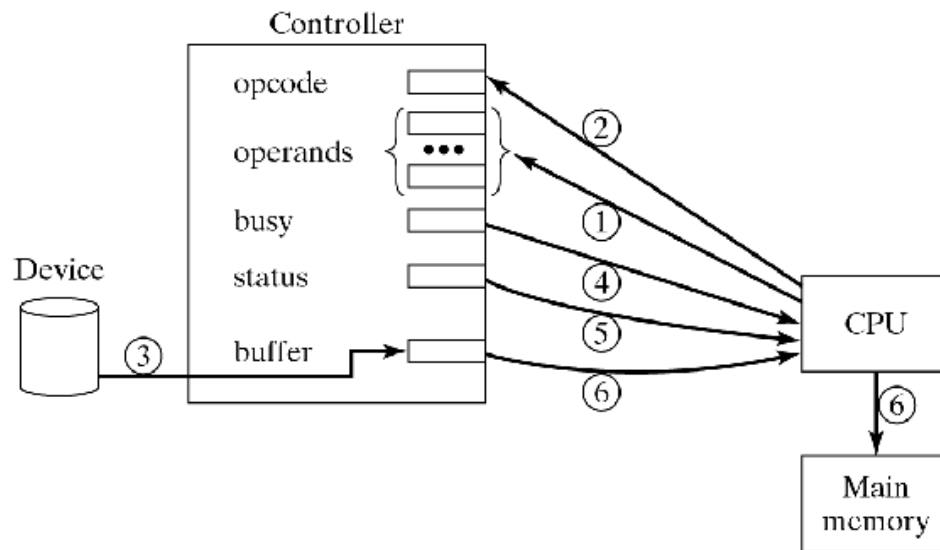 Controller
opcode
②
operands
①
busy
④
Device
status
⑤
CPU
③
buffer
⑥
⑥
Main
memory